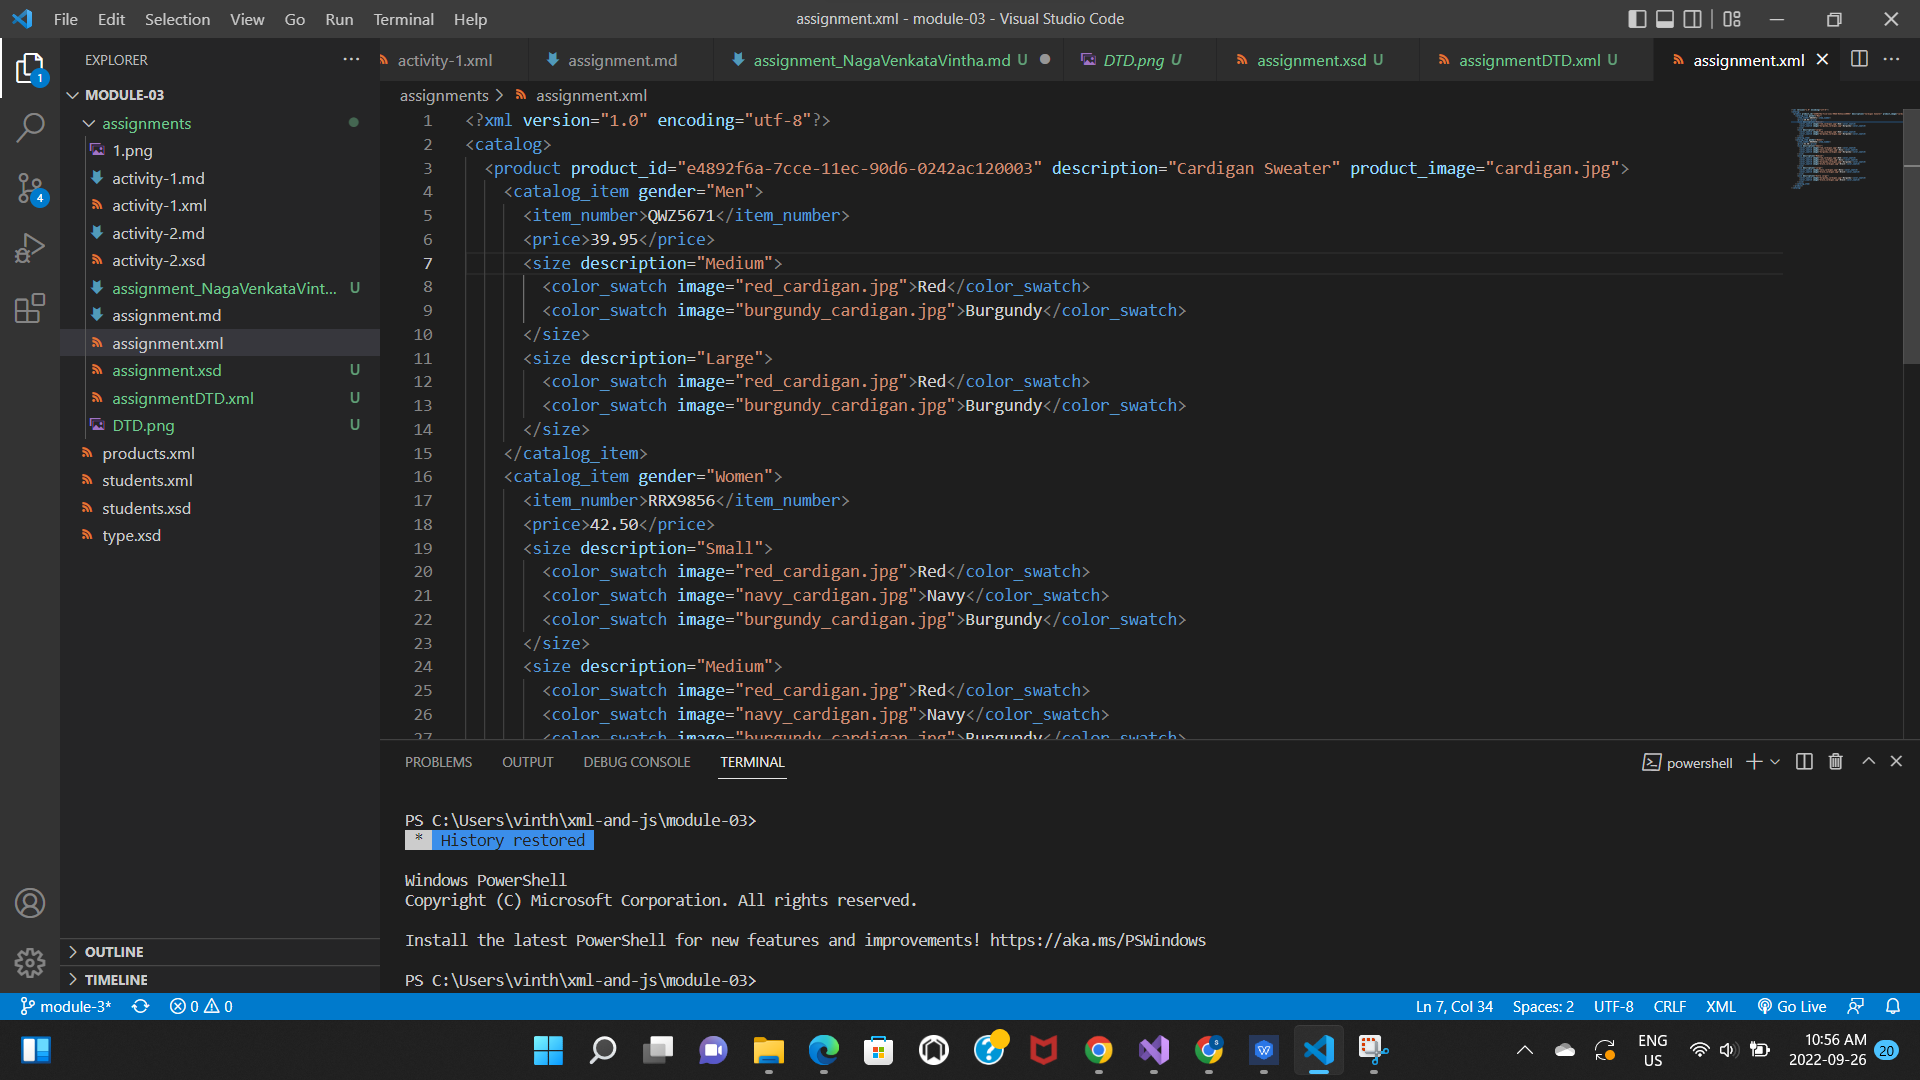 File Edit Selection View Go Run Terminal Help
assignment.xml - module-03 - Visual Studio Code
EXPLORER
activity-1.xml assignment.md assignment_NagaVenkataVintha.md U DTD.png U assignment.xsd U assignmentDTD.xml U assignment.xml
1
MODULE-03
assignments
1.png
activity-1.md
activity-1.xml
activity-2.md
activity-2.xsd
assignment_NagaVenkataVint... U
assignment.md
assignment.xml
assignment.xsd U
assignmentDTD.xml U
DTD.png U
products.xml
students.xml
students.xsd
type.xsd
4
OUTLINE
TIMELINE
assignments > assignment.xml
1 <?xml version="1.0" encoding="utf-8"?>
2 <catalog>
3 <product product_id="e4892f6a-7cce-11ec-90d6-0242ac120003" description="Cardigan Sweater" product_image="cardigan.jpg">
4 <catalog_item gender="Men">
5 <item_number>QWZ5671</item_number>
6 <price>39.95</price>
7 <size description="Medium">
8 <color_swatch image="red_cardigan.jpg">Red</color_swatch>
9 <color_swatch image="burgundy_cardigan.jpg">Burgundy</color_swatch>
10 </size>
11 <size description="Large">
12 <color_swatch image="red_cardigan.jpg">Red</color_swatch>
13 <color_swatch image="burgundy_cardigan.jpg">Burgundy</color_swatch>
14 </size>
15 </catalog_item>
16 <catalog_item gender="Women">
17 <item_number>RRX9856</item_number>
18 <price>42.50</price>
19 <size description="Small">
20 <color_swatch image="red_cardigan.jpg">Red</color_swatch>
21 <color_swatch image="navy_cardigan.jpg">Navy</color_swatch>
22 <color_swatch image="burgundy_cardigan.jpg">Burgundy</color_swatch>
23 </size>
24 <size description="Medium">
25 <color_swatch image="red_cardigan.jpg">Red</color_swatch>
26 <color_swatch image="navy_cardigan.jpg">Navy</color_swatch>
27 <color_swatch image="burgundy_cardigan.jpg">Burgundy</color_swatch>
PROBLEMS OUTPUT DEBUG CONSOLE TERMINAL
powershell
PS C:\Users\vinth\xml-and-js\module-03>
* History restored
Windows PowerShell
Copyright (C) Microsoft Corporation. All rights reserved.
Install the latest PowerShell for new features and improvements! https://aka.ms/PSWindows
PS C:\Users\vinth\xml-and-js\module-03>
module-3* 0 0
Ln 7, Col 34 Spaces: 2 UTF-8 CRLF XML Go Live
ENG
US
10:56 AM
2022-09-26
20